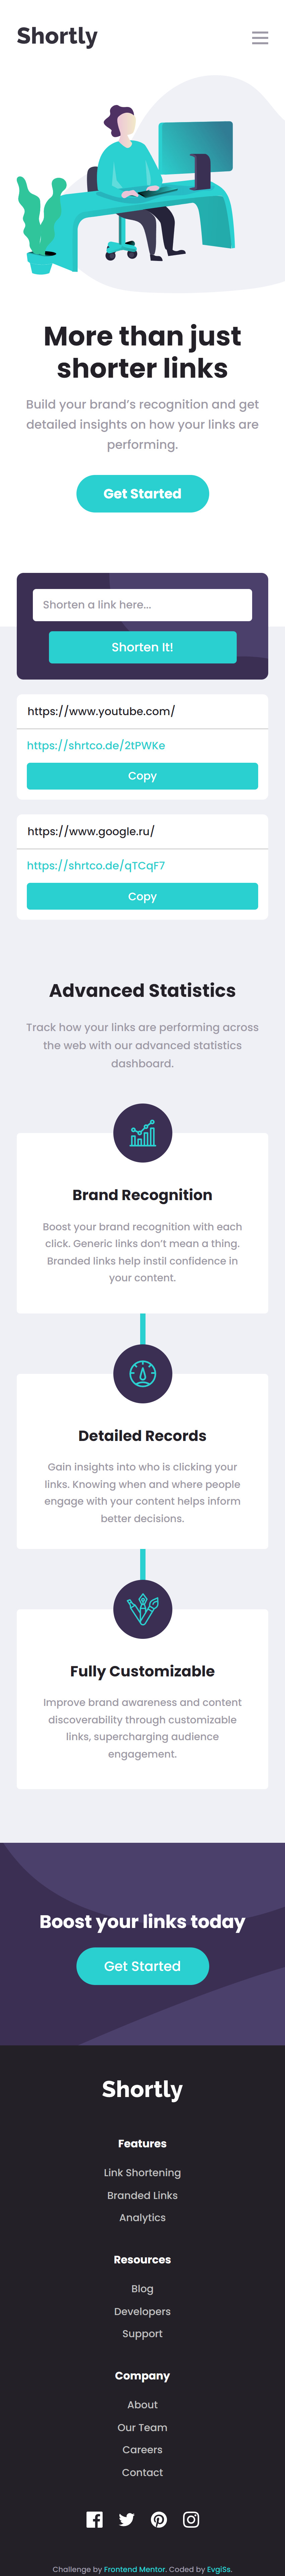 Shortly
More than just
shorter links
Build your brand’s recognition and get
detailed insights on how your links are
performing.
Get Started
Shorten a link here...
Shorten It!
https://www.youtube.com/
https://shrtco.de/2tPWKe
Copy
https://www.google.ru/
https://shrtco.de/qTCqF7
Copy
Advanced Statistics
Track how your links are performing across
the web with our advanced statistics
dashboard.
Brand Recognition
Boost your brand recognition with each
click. Generic links don’t mean a thing.
Branded links help instil confidence in
your content.
Detailed Records
Gain insights into who is clicking your
links. Knowing when and where people
engage with your content helps inform
better decisions.
Fully Customizable
Improve brand awareness and content
discoverability through customizable
links, supercharging audience
engagement.
Boost your links today
Get Started
Shortly
Features
Link Shortening
Branded Links
Analytics
Resources
Blog
Developers
Support
Company
About
Our Team
Careers
Contact
Challenge by Frontend Mentor. Coded by EvgiSs.